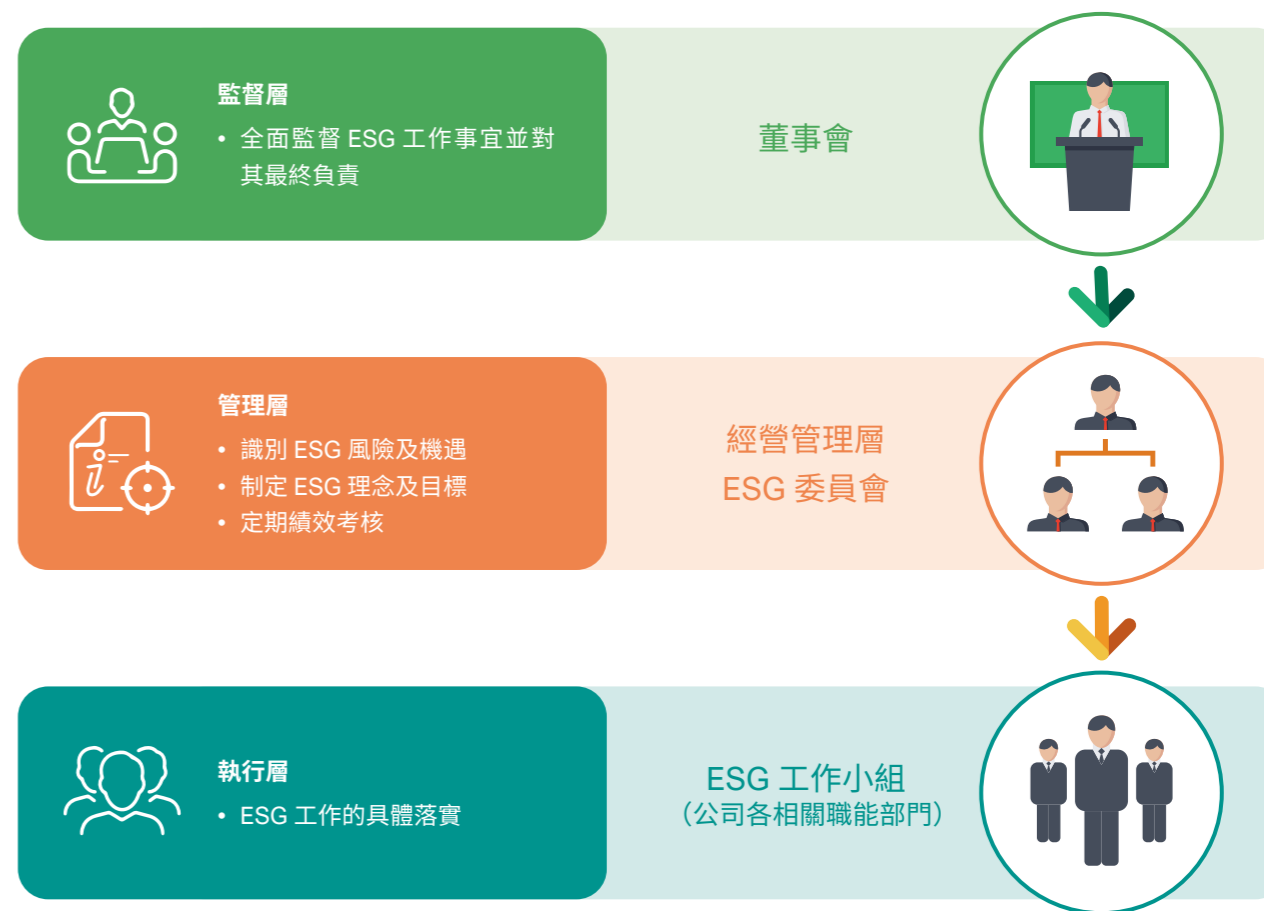 監督層
• 全面監督 ESG 工作事宜並對
其最終負責
董事會
管理層
• 識別 ESG 風險及機遇
• 制定 ESG 理念及目標
• 定期績效考核
經營管理層
ESG 委員會
執行層
• ESG 工作的具體落實
ESG 工作小組
（公司各相關職能部門）